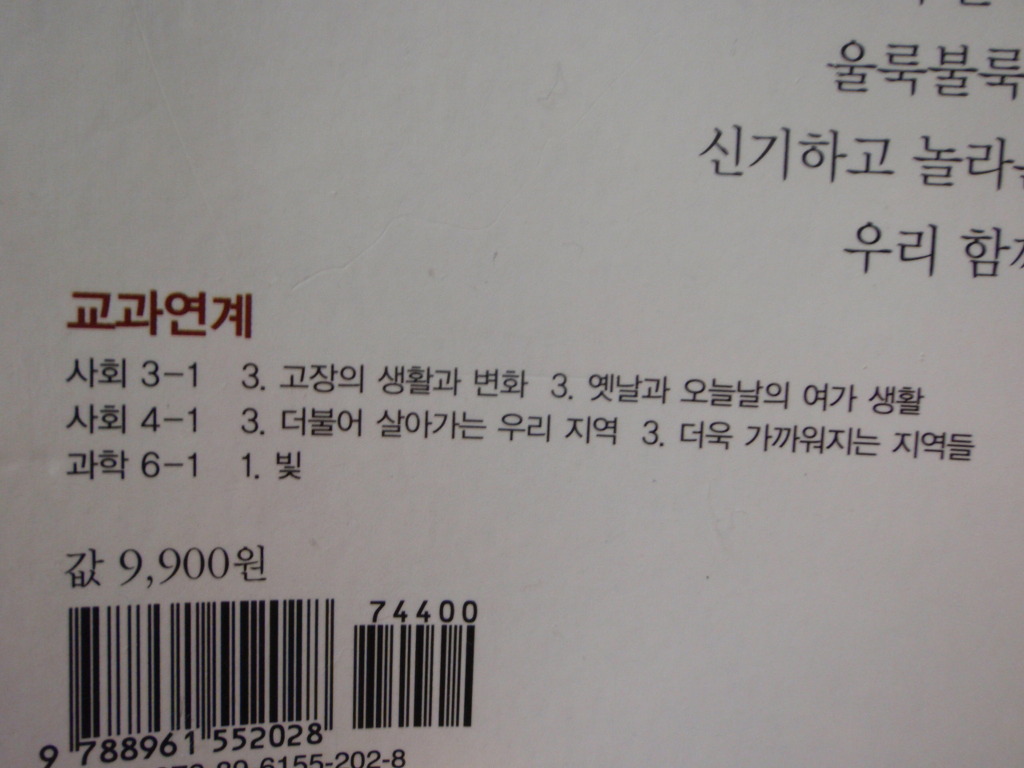 울룩불룩
신기하고
우리
교과연계
사회 3-1 3. 고장의 생활과 변화 3. 옛날과 오늘날의 여가 생활
사회 4-1 3. 더불어 살아가는 우리 지역 3. 더욱 가까워지는 지역들
과학 6-1 1. 빛
값 9,900원
74400
9 788961 552028
89-6155-202-8